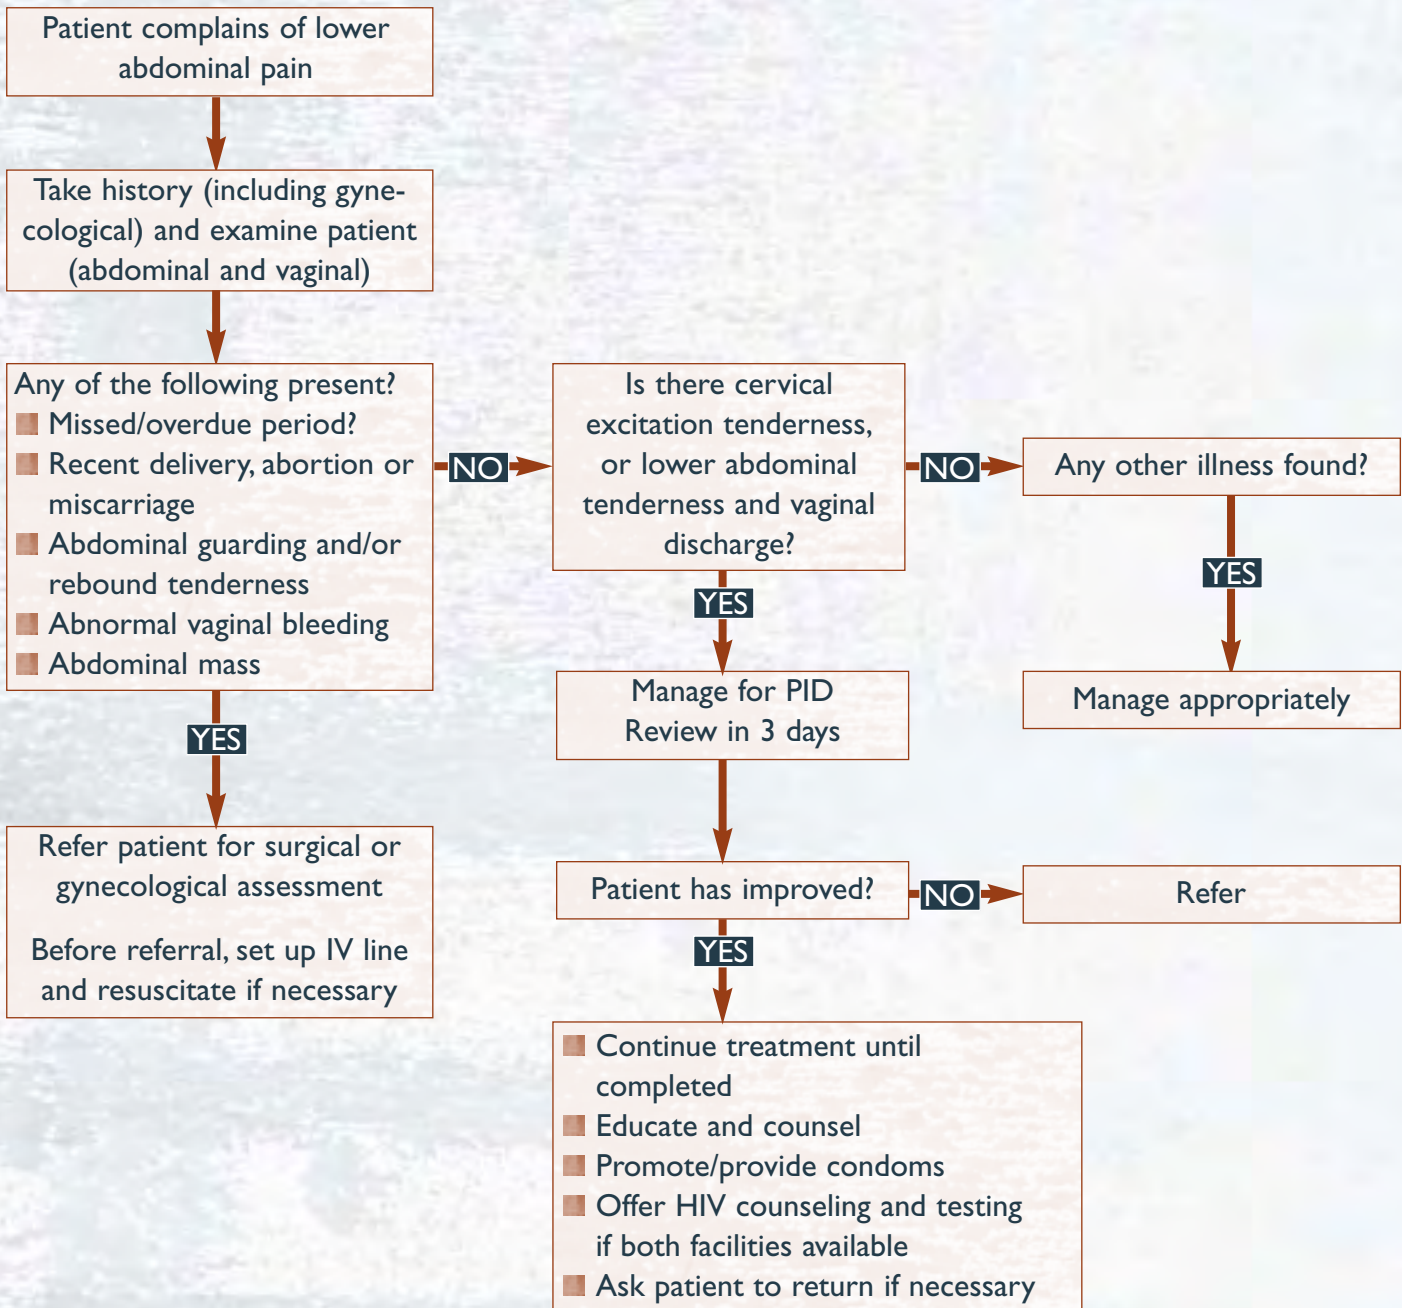 Patient complains of lower
abdominal pain
Take history (including gyne-
cological) and examine patient
(abdominal and vaginal)
Any of the following present?
Missed/overdue period?
Recent delivery, abortion or
miscarriage
Abdominal guarding and/or
rebound tenderness
Abnormal vaginal bleeding
Abdominal mass
NO
Is there cervical
excitation tenderness,
or lower abdominal
tenderness and vaginal
discharge?
NO
Any other illness found?
YES
Manage appropriately
YES
Manage for PID
Review in 3 days
YES
Refer patient for surgical or
gynecological assessment
Before referral, set up IV line
and resuscitate if necessary
Patient has improved?
NO
Refer
YES
Continue treatment until
completed
Educate and counsel
Promote/provide condoms
Offer HIV counseling and testing
if both facilities available
Ask patient to return if necessary